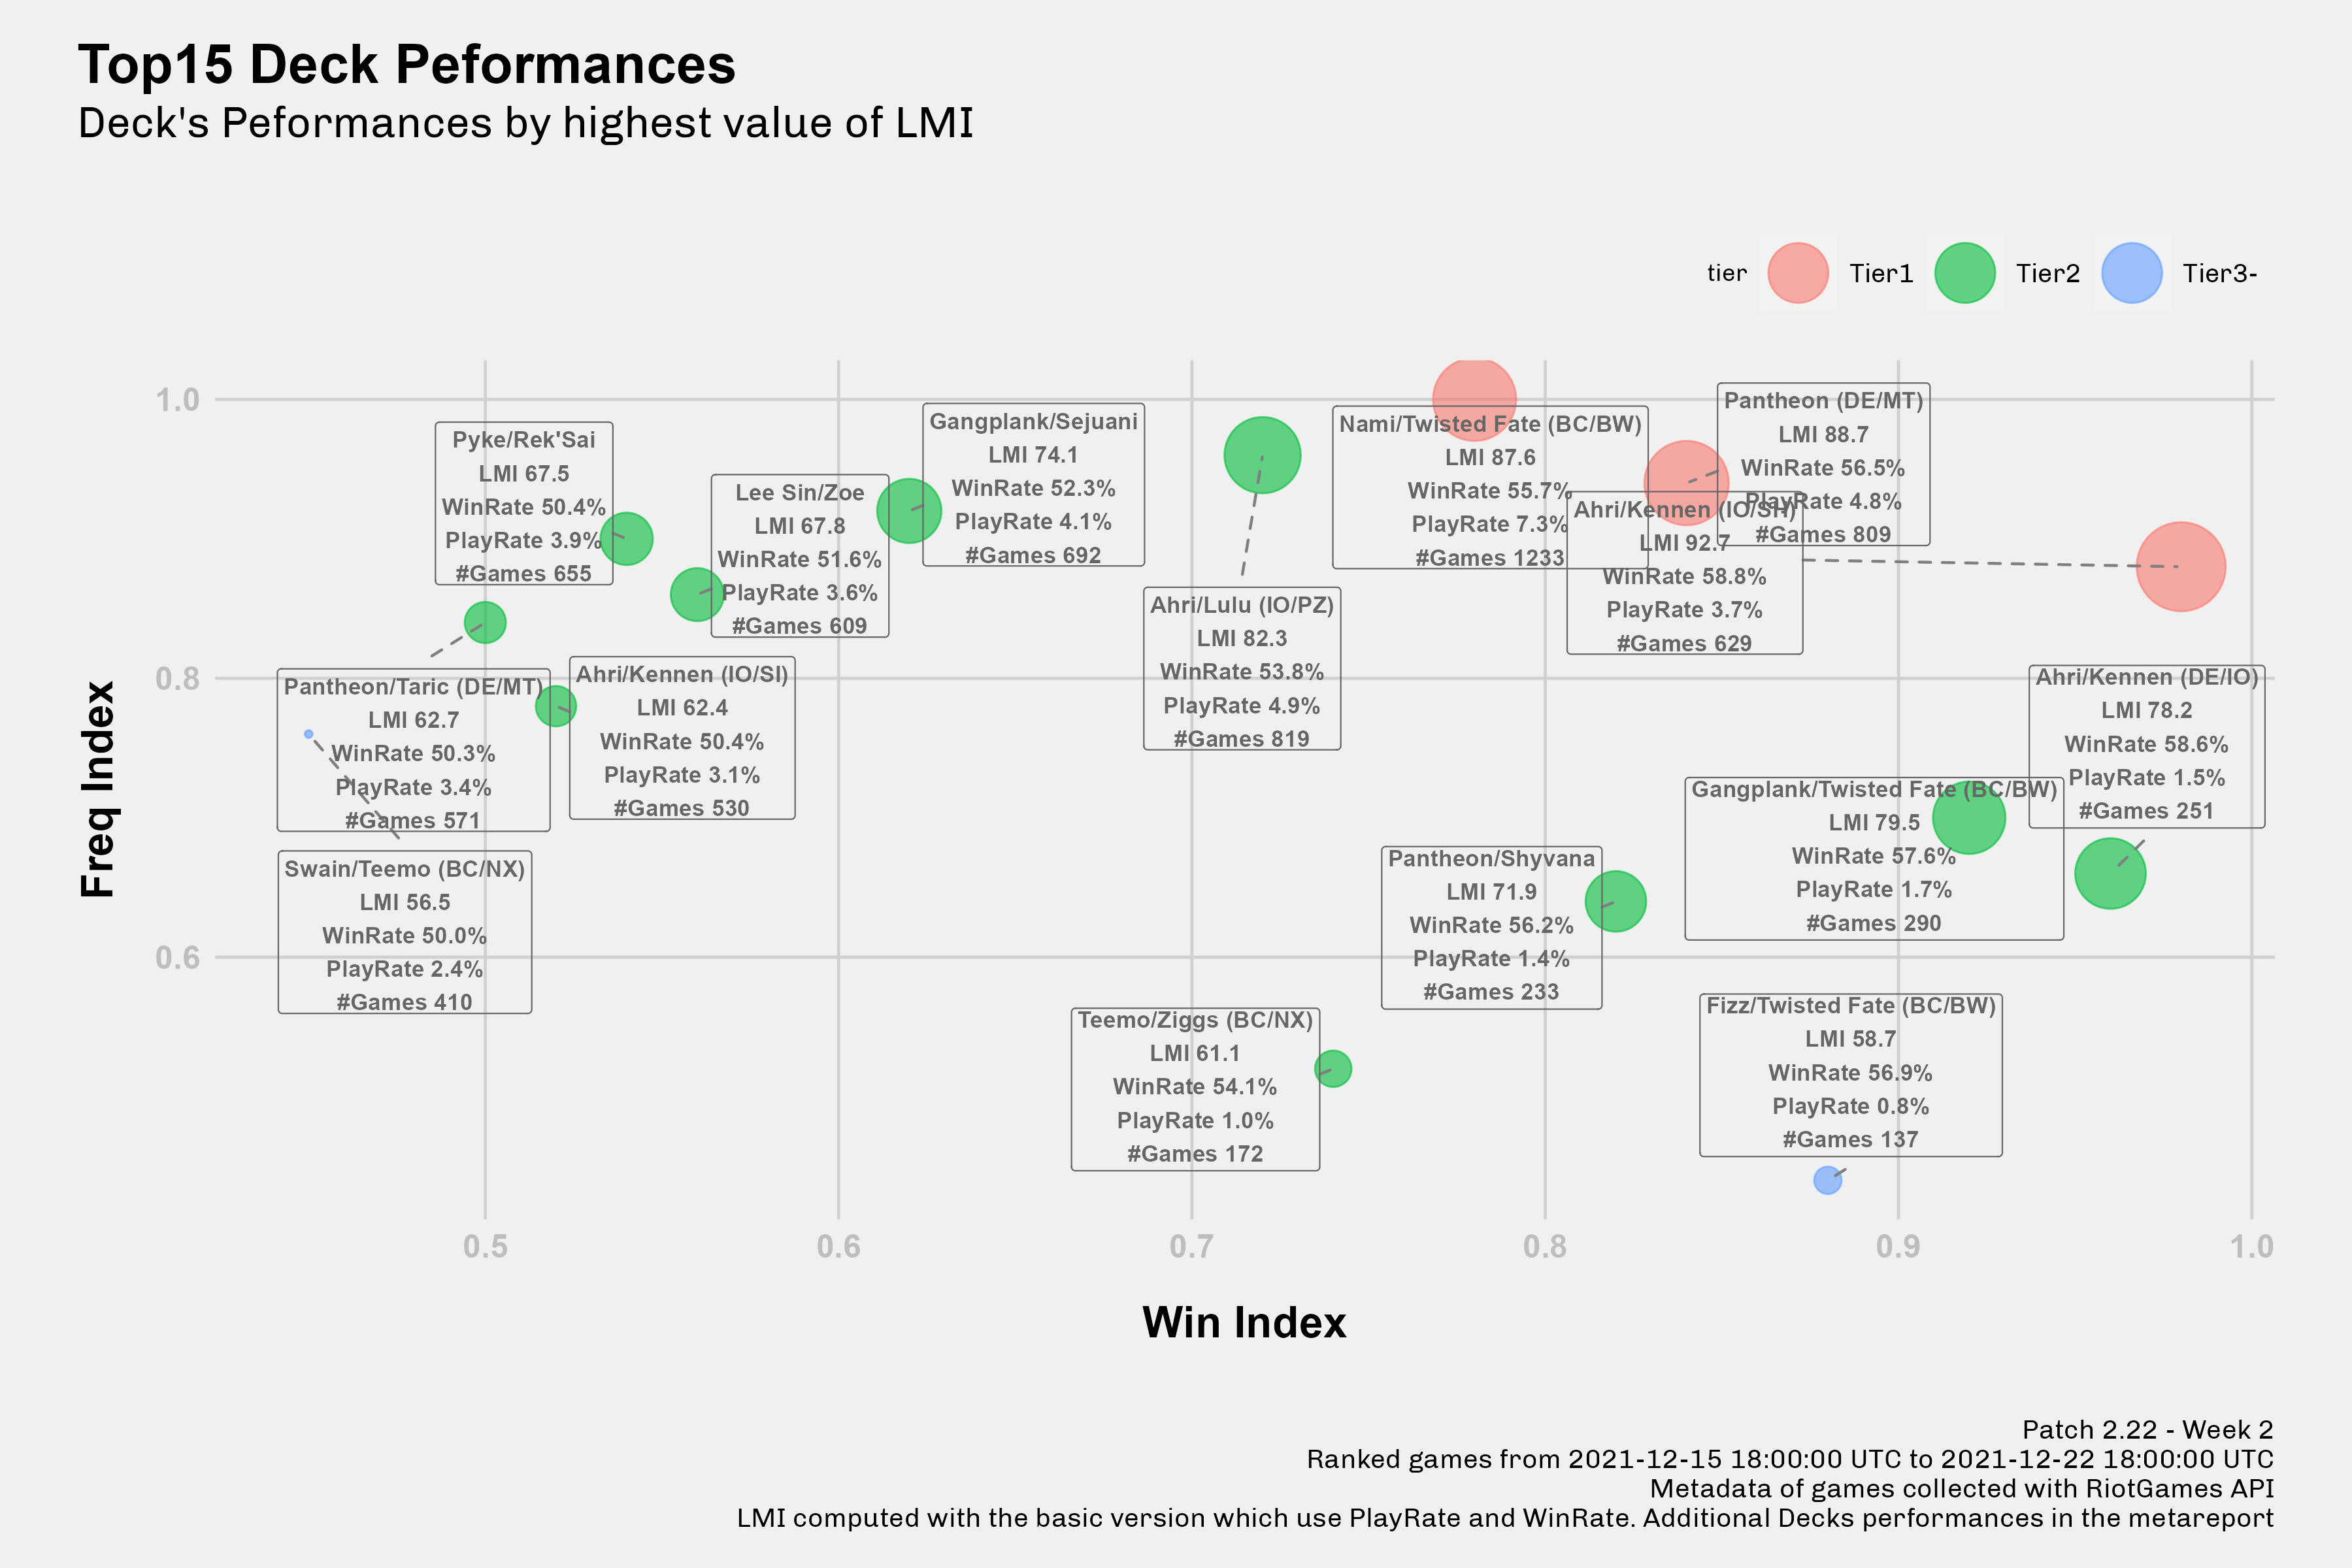 Top15 Deck Peformances
Deck's Peformances by highest value of LMI
tier
Tier1
Tier2
Tier3-
Freq Index
1.0
0.8
0.6
Pyke/Rek'Sai
LMI 67.5
WinRate 50.4%
PlayRate 3.9%
#Games 655
Lee Sin/Zoe
LMI 67.8
WinRate 51.6%
PlayRate 3.6%
#Games 609
Gangplank/Sejuani
LMI 74.1
WinRate 52.3%
PlayRate 4.1%
#Games 692
Nami/Twisted Fate (BC/BW)
LMI 87.6
WinRate 55.7%
PlayRate 7.3%
#Games 1233
Pantheon (DE/MT)
LMI 88.7
WinRate 56.5%
PlayRate 4.8%
#Games 809
Ahri/Kennen (IO/SH)
LMI 92.7
WinRate 58.8%
PlayRate 3.7%
#Games 629
Ahri/Lulu (IO/PZ)
LMI 82.3
WinRate 53.8%
PlayRate 4.9%
#Games 819
Pantheon/Taric (DE/MT)
LMI 62.7
WinRate 50.3%
PlayRate 3.4%
#Games 571
Ahri/Kennen (IO/SI)
LMI 62.4
WinRate 50.4%
PlayRate 3.1%
#Games 530
Ahri/Kennen (DE/IO)
LMI 78.2
WinRate 58.6%
PlayRate 1.5%
#Games 251
Gangplank/Twisted Fate (BC/BW)
LMI 79.5
WinRate 57.6%
PlayRate 1.7%
#Games 290
Swain/Teemo (BC/NX)
LMI 56.5
WinRate 50.0%
PlayRate 2.4%
#Games 410
Pantheon/Shyvana
LMI 71.9
WinRate 56.2%
PlayRate 1.4%
#Games 233
Teemo/Ziggs (BC/NX)
LMI 61.1
WinRate 54.1%
PlayRate 1.0%
#Games 172
Fizz/Twisted Fate (BC/BW)
LMI 58.7
WinRate 56.9%
PlayRate 0.8%
#Games 137
0.5
0.6
0.7
0.8
0.9
1.0
Win Index
Patch 2.22 - Week 2
Ranked games from 2021-12-15 18:00:00 UTC to 2021-12-22 18:00:00 UTC
Metadata of games collected with RiotGames API
LMI computed with the basic version which use PlayRate and WinRate. Additional Decks performances in the metareport